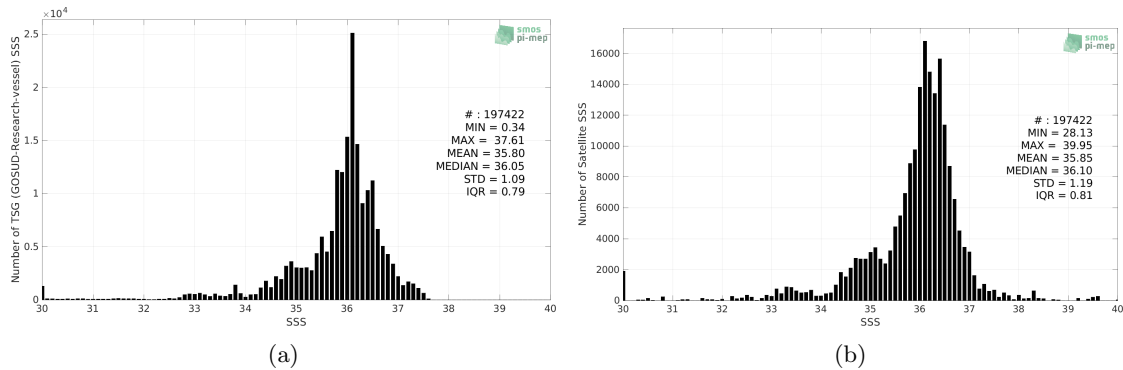 ×10⁴
Number of TSG (GOSUD-Research-vessel) SSS
2.5
2
1.5
1
0.5
0
30 31 32 33 34 35 36 37 38 39 40
SSS
smos
pi-mep
# : 197422
MIN = 0.34
MAX = 37.61
MEAN = 35.80
MEDIAN = 36.05
STD = 1.09
IQR = 0.79
(a)
Number of Satellite SSS
16000
14000
12000
10000
8000
6000
4000
2000
0
30 31 32 33 34 35 36 37 38 39 40
SSS
smos
pi-mep
# : 197422
MIN = 28.13
MAX = 39.95
MEAN = 35.85
MEDIAN = 36.10
STD = 1.19
IQR = 0.81
(b)